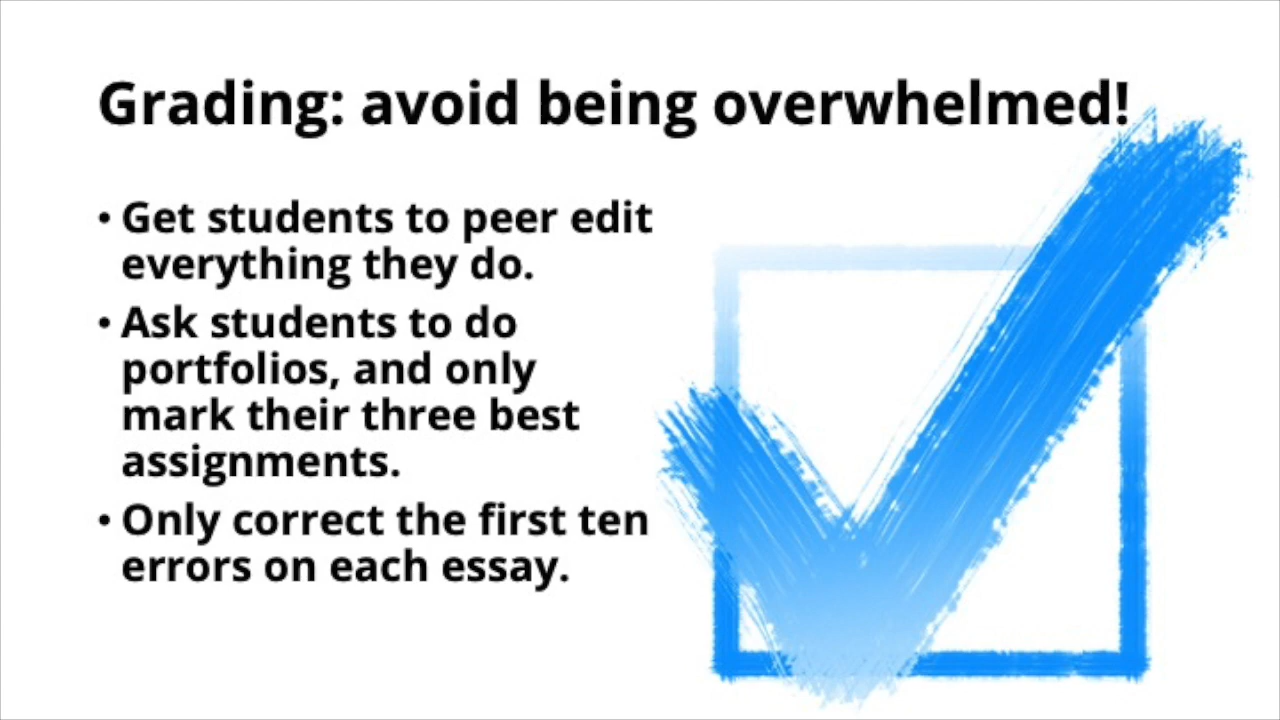 Grading: avoid being overwhelmed!
• Get students to peer edit
everything they do.
• Ask students to do
portfolios, and only
mark their three best
assignments.
• Only correct the first ten
errors on each essay.